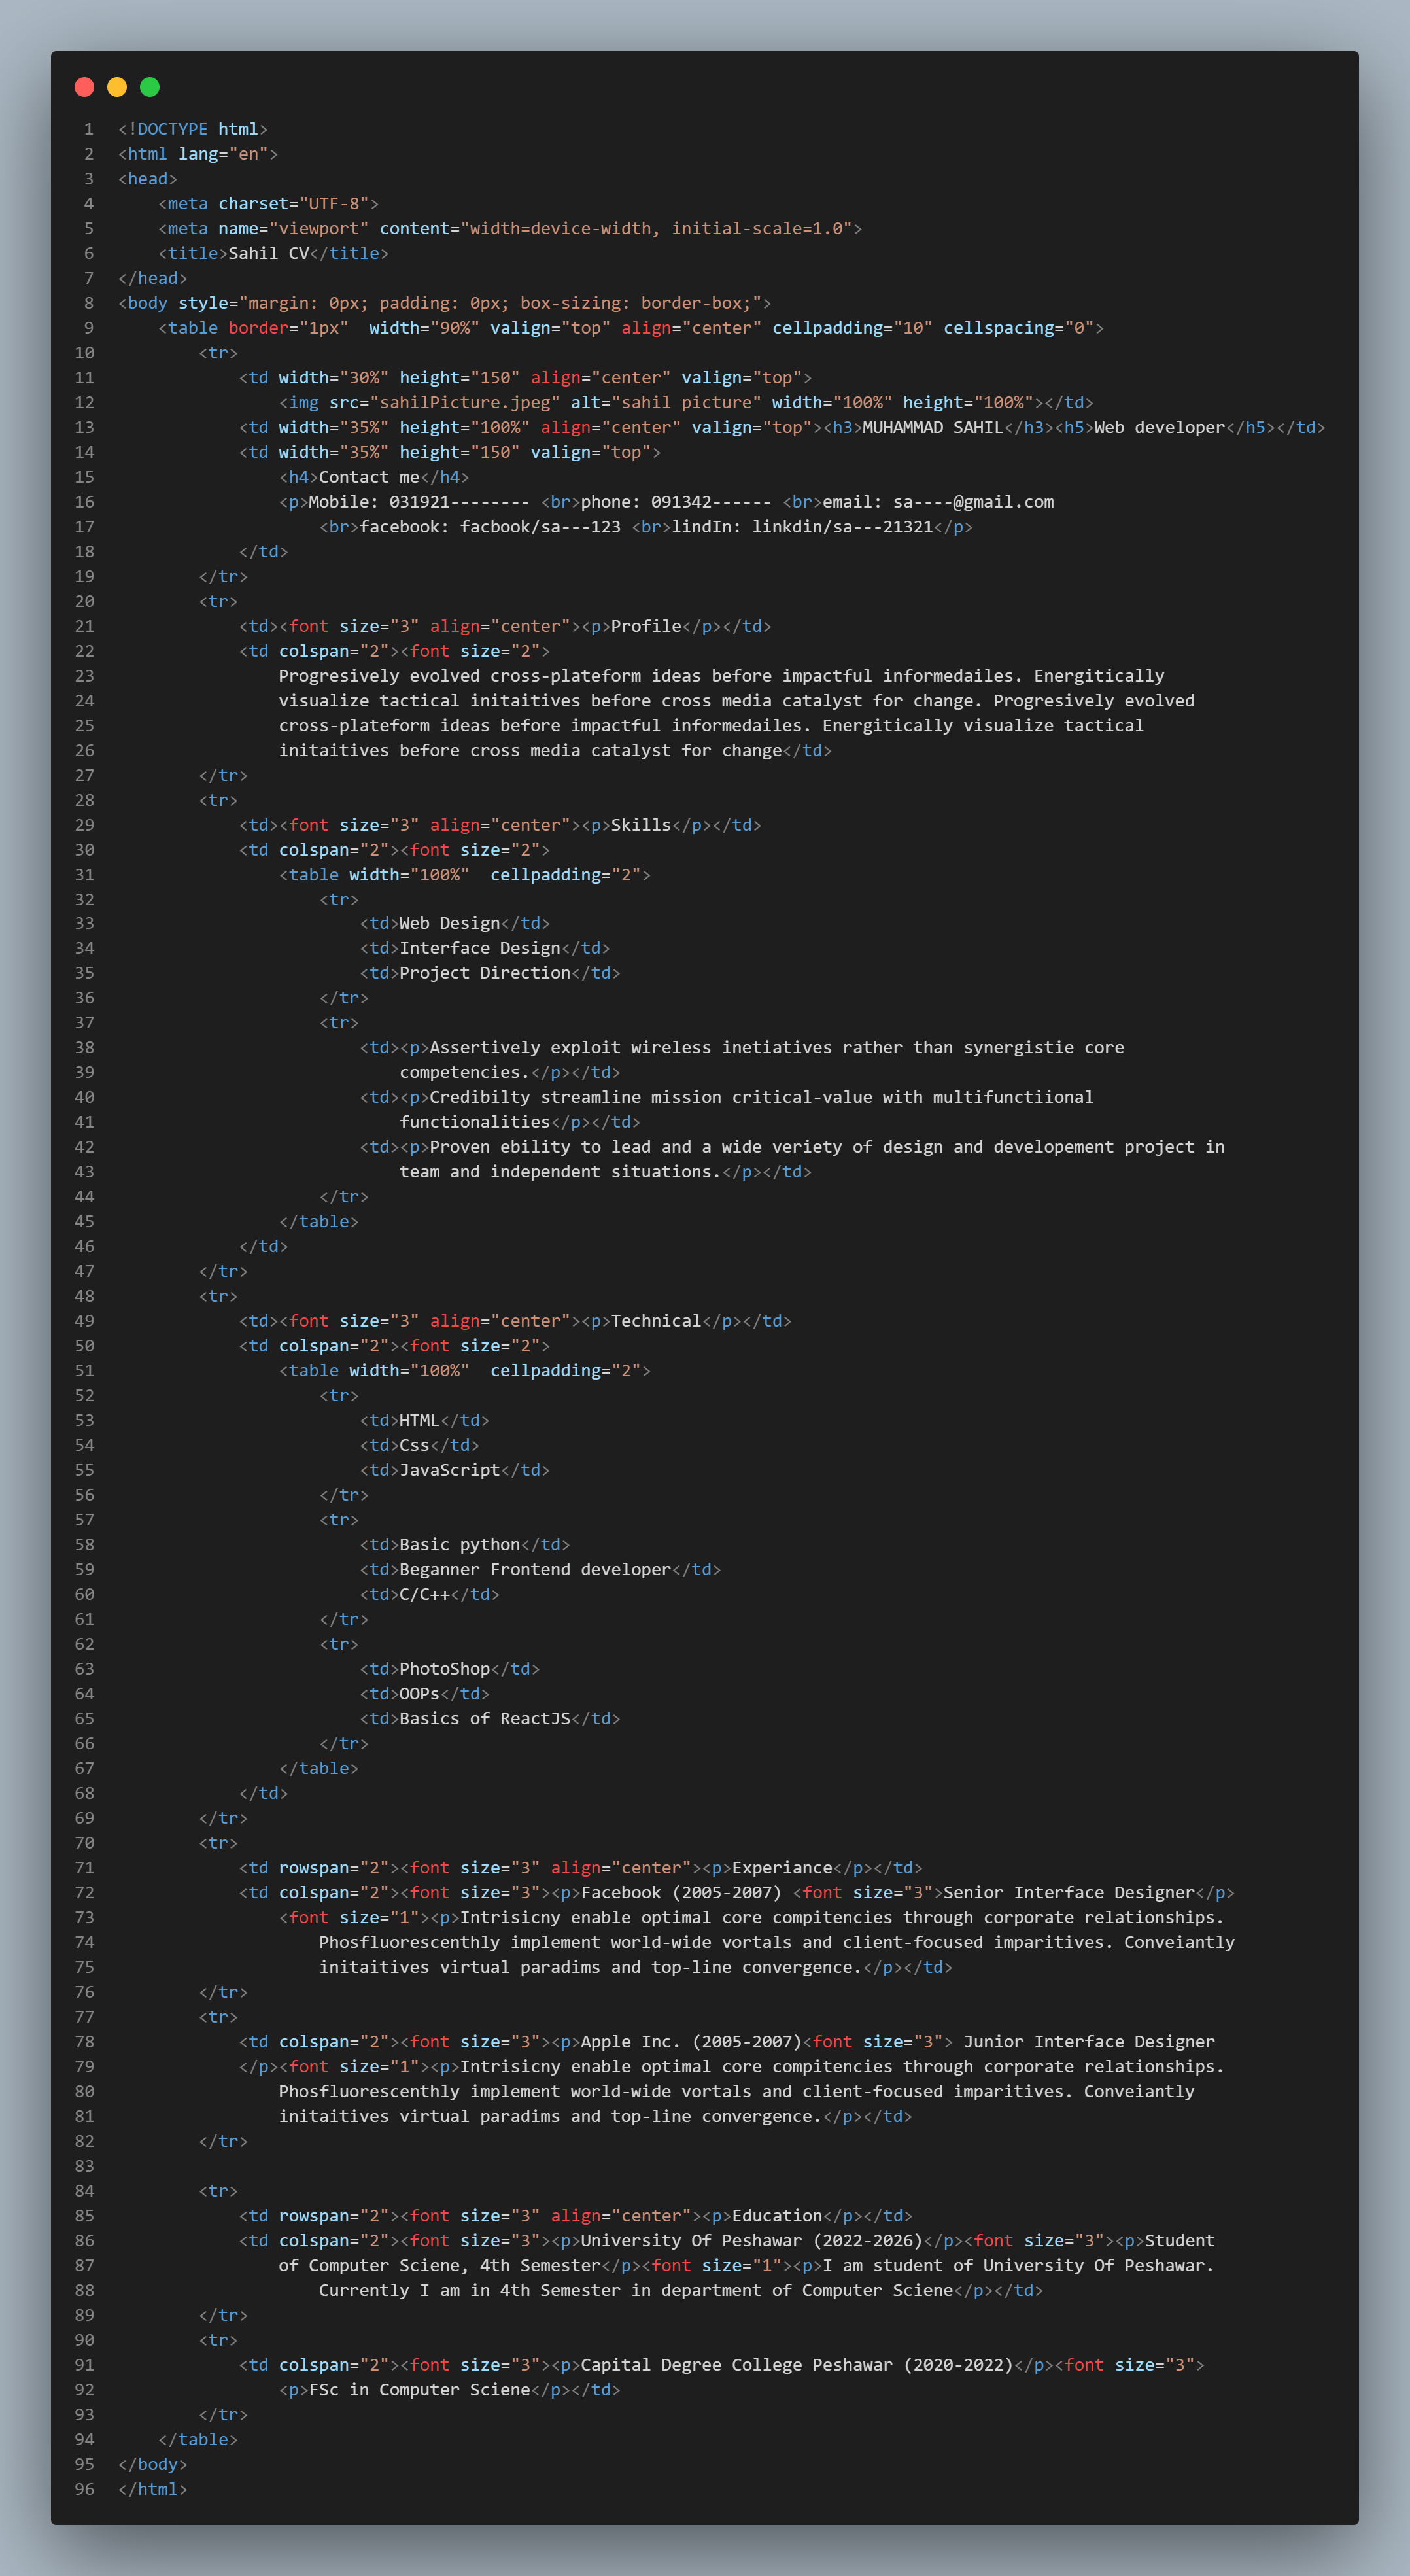 1 <!DOCTYPE html>
2 <html lang="en">
3 <head>
4     <meta charset="UTF-8">
5     <meta name="viewport" content="width=device-width, initial-scale=1.0">
6     <title>Sahil CV</title>
7 </head>
8 <body style="margin: 0px; padding: 0px; box-sizing: border-box;">
9     <table border="1px"  width="90%" valign="top" align="center" cellpadding="10" cellspacing="0">
10         <tr>
11             <td width="30%" height="150" align="center" valign="top">
12                 <img src="sahilPicture.jpeg" alt="sahil picture" width="100%" height="100%"></td>
13             <td width="35%" height="100%" align="center" valign="top"><h3>MUHAMMAD SAHIL</h3><h5>Web developer</h5></td>
14             <td width="35%" height="150" valign="top">
15                 <h4>Contact me</h4>
16                 <p>Mobile: 031921-------- <br>phone: 091342------ <br>email: sa----@gmail.com
17                     <br>facebook: facbook/sa---123 <br>lindIn: linkdin/sa---21321</p>
18             </td>
19         </tr>
20         <tr>
21             <td><font size="3" align="center"><p>Profile</p></td>
22             <td colspan="2"><font size="2">
23                 Progresively evolved cross-plateform ideas before impactful informedailes. Energitically
24                 visualize tactical initaitives before cross media catalyst for change. Progresively evolved
25                 cross-plateform ideas before impactful informedailes. Energitically visualize tactical
26                 initaitives before cross media catalyst for change</td>
27         </tr>
28         <tr>
29             <td><font size="3" align="center"><p>Skills</p></td>
30             <td colspan="2"><font size="2">
31                 <table width="100%"  cellpadding="2">
32                     <tr>
33                         <td>Web Design</td>
34                         <td>Interface Design</td>
35                         <td>Project Direction</td>
36                     </tr>
37                     <tr>
38                         <td><p>Assertively exploit wireless inetiatives rather than synergistie core
39                             competencies.</p></td>
40                         <td><p>Credibilty streamline mission critical-value with multifunctiional
41                             functionalities</p></td>
42                         <td><p>Proven ebility to lead and a wide veriety of design and developement project in
43                             team and independent situations.</p></td>
44                     </tr>
45                 </table>
46             </td>
47         </tr>
48         <tr>
49             <td><font size="3" align="center"><p>Technical</p></td>
50             <td colspan="2"><font size="2">
51                 <table width="100%"  cellpadding="2">
52                     <tr>
53                         <td>HTML</td>
54                         <td>Css</td>
55                         <td>JavaScript</td>
56                     </tr>
57                     <tr>
58                         <td>Basic python</td>
59                         <td>Beganner Frontend developer</td>
60                         <td>C/C++</td>
61                     </tr>
62                     <tr>
63                         <td>PhotoShop</td>
64                         <td>OOPs</td>
65                         <td>Basics of ReactJS</td>
66                     </tr>
67                 </table>
68             </td>
69         </tr>
70         <tr>
71             <td rowspan="2"><font size="3" align="center"><p>Experiance</p></td>
72             <td colspan="2"><font size="3"><p>Facebook (2005-2007) <font size="3">Senior Interface Designer</p>
73                 <font size="1"><p>Intrisicny enable optimal core compitencies through corporate relationships.
74                     Phosfluorescenthly implement world-wide vortals and client-focused imparitives. Conveiantly
75                     initaitives virtual paradims and top-line convergence.</p></td>
76         </tr>
77         <tr>
78             <td colspan="2"><font size="3"><p>Apple Inc. (2005-2007)<font size="3"> Junior Interface Designer
79             </p><font size="1"><p>Intrisicny enable optimal core compitencies through corporate relationships.
80                 Phosfluorescenthly implement world-wide vortals and client-focused imparitives. Conveiantly
81                 initaitives virtual paradims and top-line convergence.</p></td>
82         </tr>
83
84         <tr>
85             <td rowspan="2"><font size="3" align="center"><p>Education</p></td>
86             <td colspan="2"><font size="3"><p>University Of Peshawar (2022-2026)</p><font size="3"><p>Student
87                 of Computer Sciene, 4th Semester</p><font size="1"><p>I am student of University Of Peshawar.
88                     Currently I am in 4th Semester in department of Computer Sciene</p></td>
89         </tr>
90         <tr>
91             <td colspan="2"><font size="3"><p>Capital Degree College Peshawar (2020-2022)</p><font size="3">
92                 <p>FSc in Computer Sciene</p></td>
93         </tr>
94     </table>
95 </body>
96 </html>